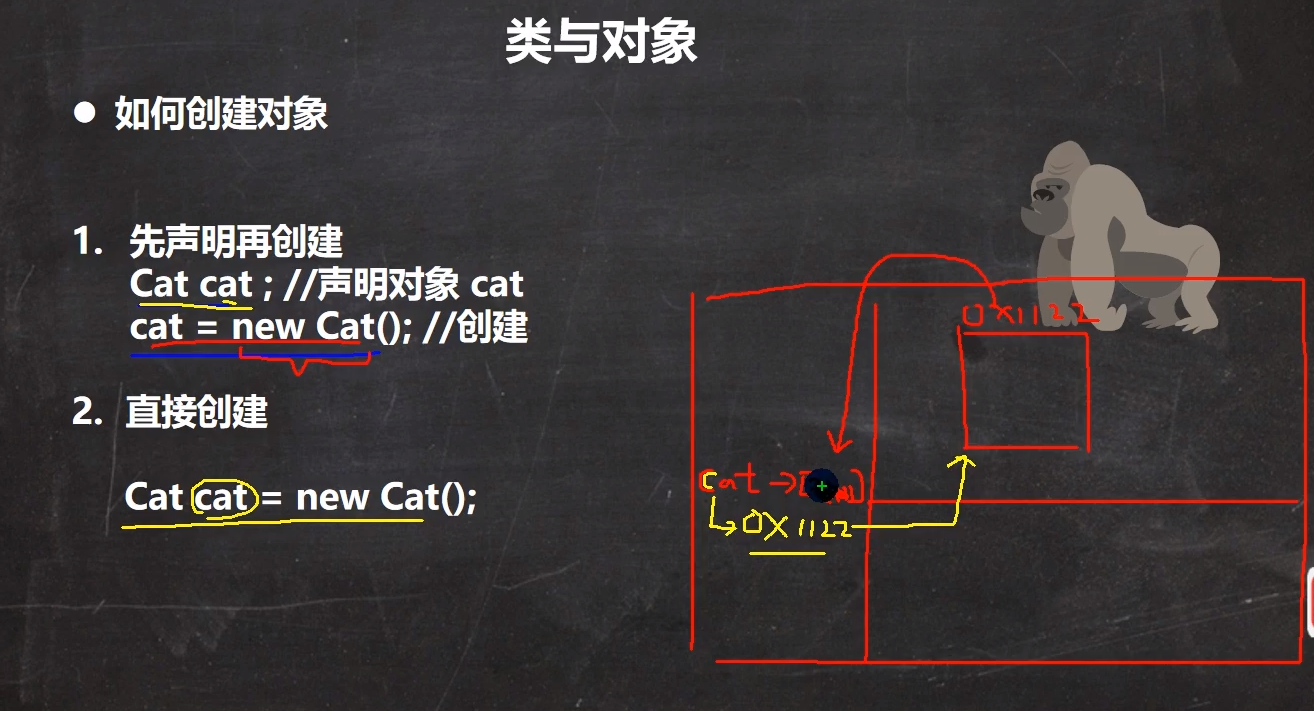 类与对象
● 如何创建对象
1. 先声明再创建
Cat cat ; //声明对象 cat
cat = new Cat(); //创建
2. 直接创建
Cat cat = new Cat();
0X1122
Cat →
0X1122